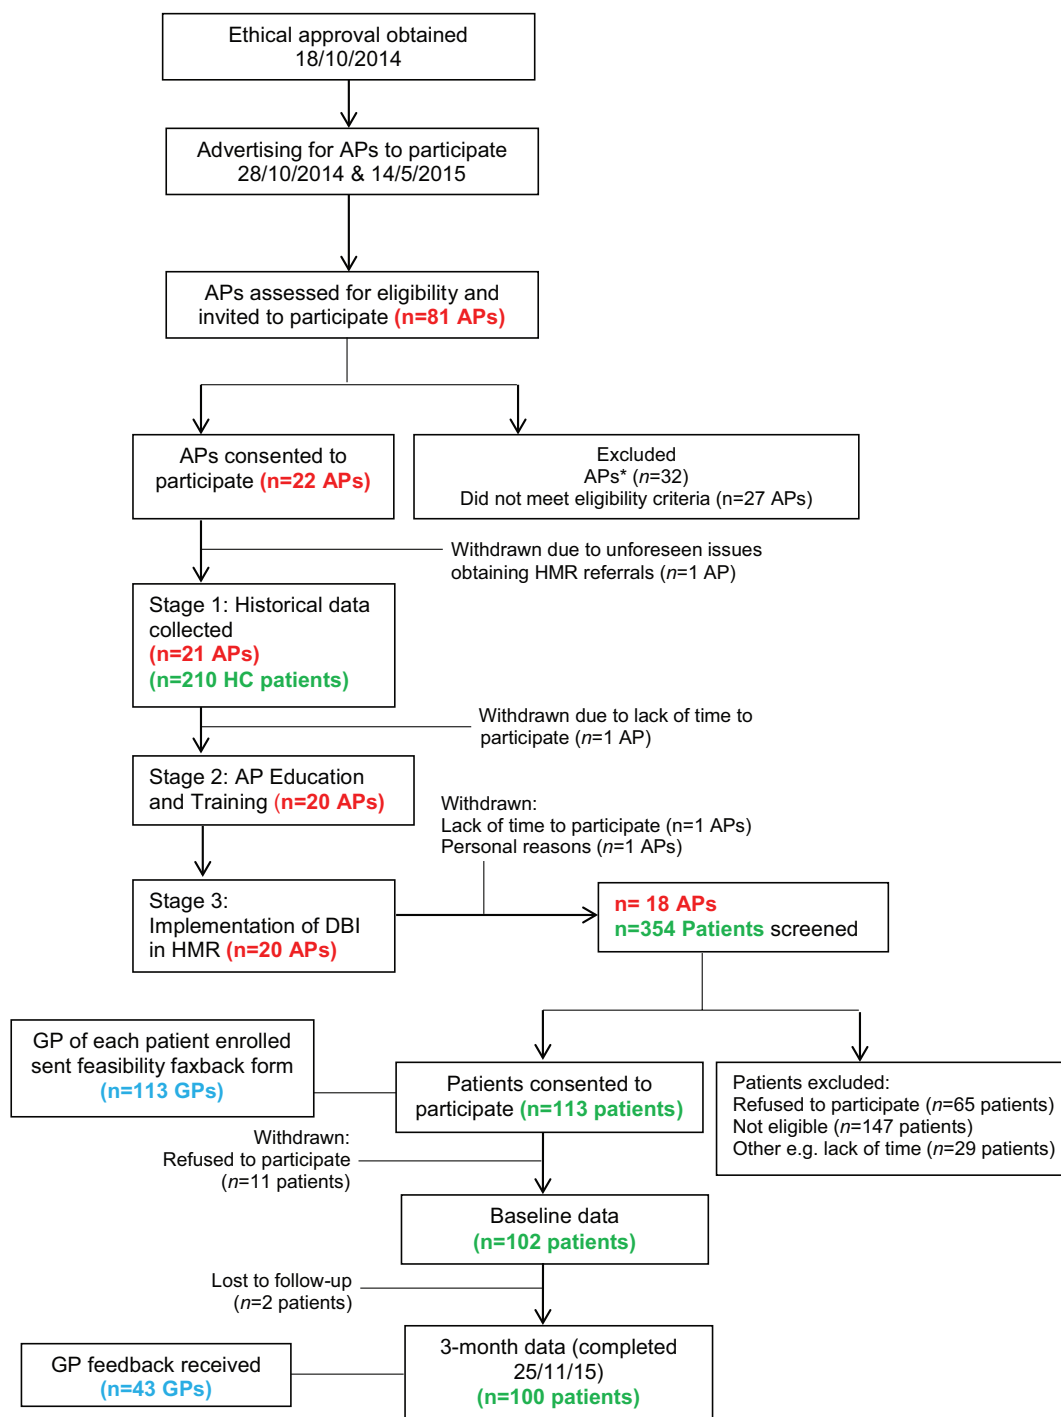 Ethical approval obtained
18/10/2014
Advertising for APs to participate
28/10/2014 & 14/5/2015
APs assessed for eligibility and
invited to participate (n=81 APs)
APs consented to
participate (n=22 APs)
Excluded
APs* (n=32)
Did not meet eligibility criteria (n=27 APs)
Withdrawn due to unforeseen issues
obtaining HMR referrals (n=1 AP)
Stage 1: Historical data
collected
(n=21 APs)
(n=210 HC patients)
Withdrawn due to lack of time to
participate (n=1 AP)
Stage 2: AP Education
and Training (n=20 APs)
Withdrawn:
Lack of time to participate (n=1 APs)
Personal reasons (n=1 APs)
Stage 3:
Implementation of DBI
in HMR (n=20 APs)
n= 18 APs
n=354 Patients screened
GP of each patient enrolled
sent feasibility faxback form
(n=113 GPs)
Patients consented to
participate (n=113 patients)
Patients excluded:
Refused to participate (n=65 patients)
Not eligible (n=147 patients)
Other e.g. lack of time (n=29 patients)
Withdrawn:
Refused to participate
(n=11 patients)
Baseline data
(n=102 patients)
Lost to follow-up
(n=2 patients)
GP feedback received
(n=43 GPs)
3-month data (completed
25/11/15)
(n=100 patients)